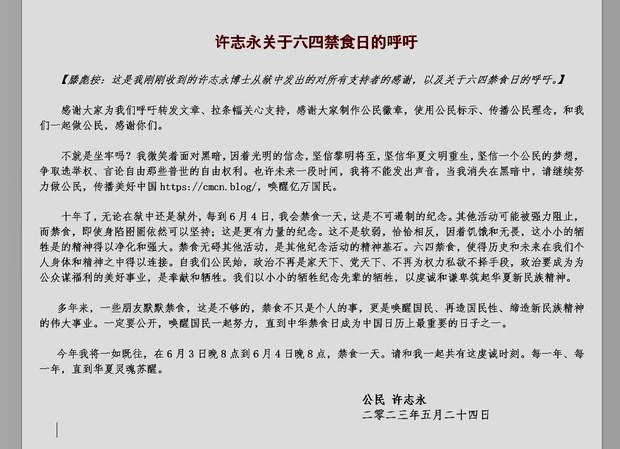 许志永关于六四禁食日的呼吁
【滕彪按：这是我刚刚收到的许志永博士从狱中发出的对所有支持者的感谢，以及关于六四禁食日的呼吁。】
感谢大家为我们呼吁转发文章、拉条幅关心支持，感谢大家制作公民徽章，使用公民标示、传播公民理念，和我
们一起做公民，感谢你们。
不就是坐牢吗？我微笑着面对黑暗，因着光明的信念，坚信黎明将至，坚信华夏文明重生，坚信一个公民的梦想，
争取选举权、言论自由那些普世的自由权利。也许未来一段时间，我将不能发出声音，当我消失在黑暗中，请继续努
力做公民，传播美好中国https://cmcn.blog/，唤醒亿万国民。
十年了，无论在狱中还是狱外，每到6月4日，我会禁食一天，这是不可遏制的纪念。其他活动可能被强力阻止，
而禁食，即使身陷囹圄依然可以坚持；这是更有力量的纪念。这不是软弱，恰恰相反，因着饥饿和无畏，这小小的牺
牲是的精神得以净化和强大。禁食无碍其他活动，是其他纪念活动的精神基石。六四禁食，使得历史和未来在我们个
人身体和精神之中得以连接。自我们公民始，政治不再是家天下、党天下、不再为权力私欲不择手段，政治要成为为
公众谋福利的美好事业，是奉献和牺牲。我们以小小的牺牲纪念先辈的牺牲，以虔诚和谦卑筑起华夏新民族精神。
多年来，一些朋友默默禁食，这是不够的，禁食不只是个人的事，更是唤醒国民、再造国民性、缔造新民族精神
的伟大事业。一定要公开，唤醒国民一起努力，直到中华禁食日成为中国日历上最重要的日子之一。
今年我将一如既往，在6月3日晚8点到6月4日晚8点，禁食一天。请和我一起共有这虔诚时刻。每一年、每
一年，直到华夏灵魂苏醒。
公民 许志永
二零二三年五月二十四日